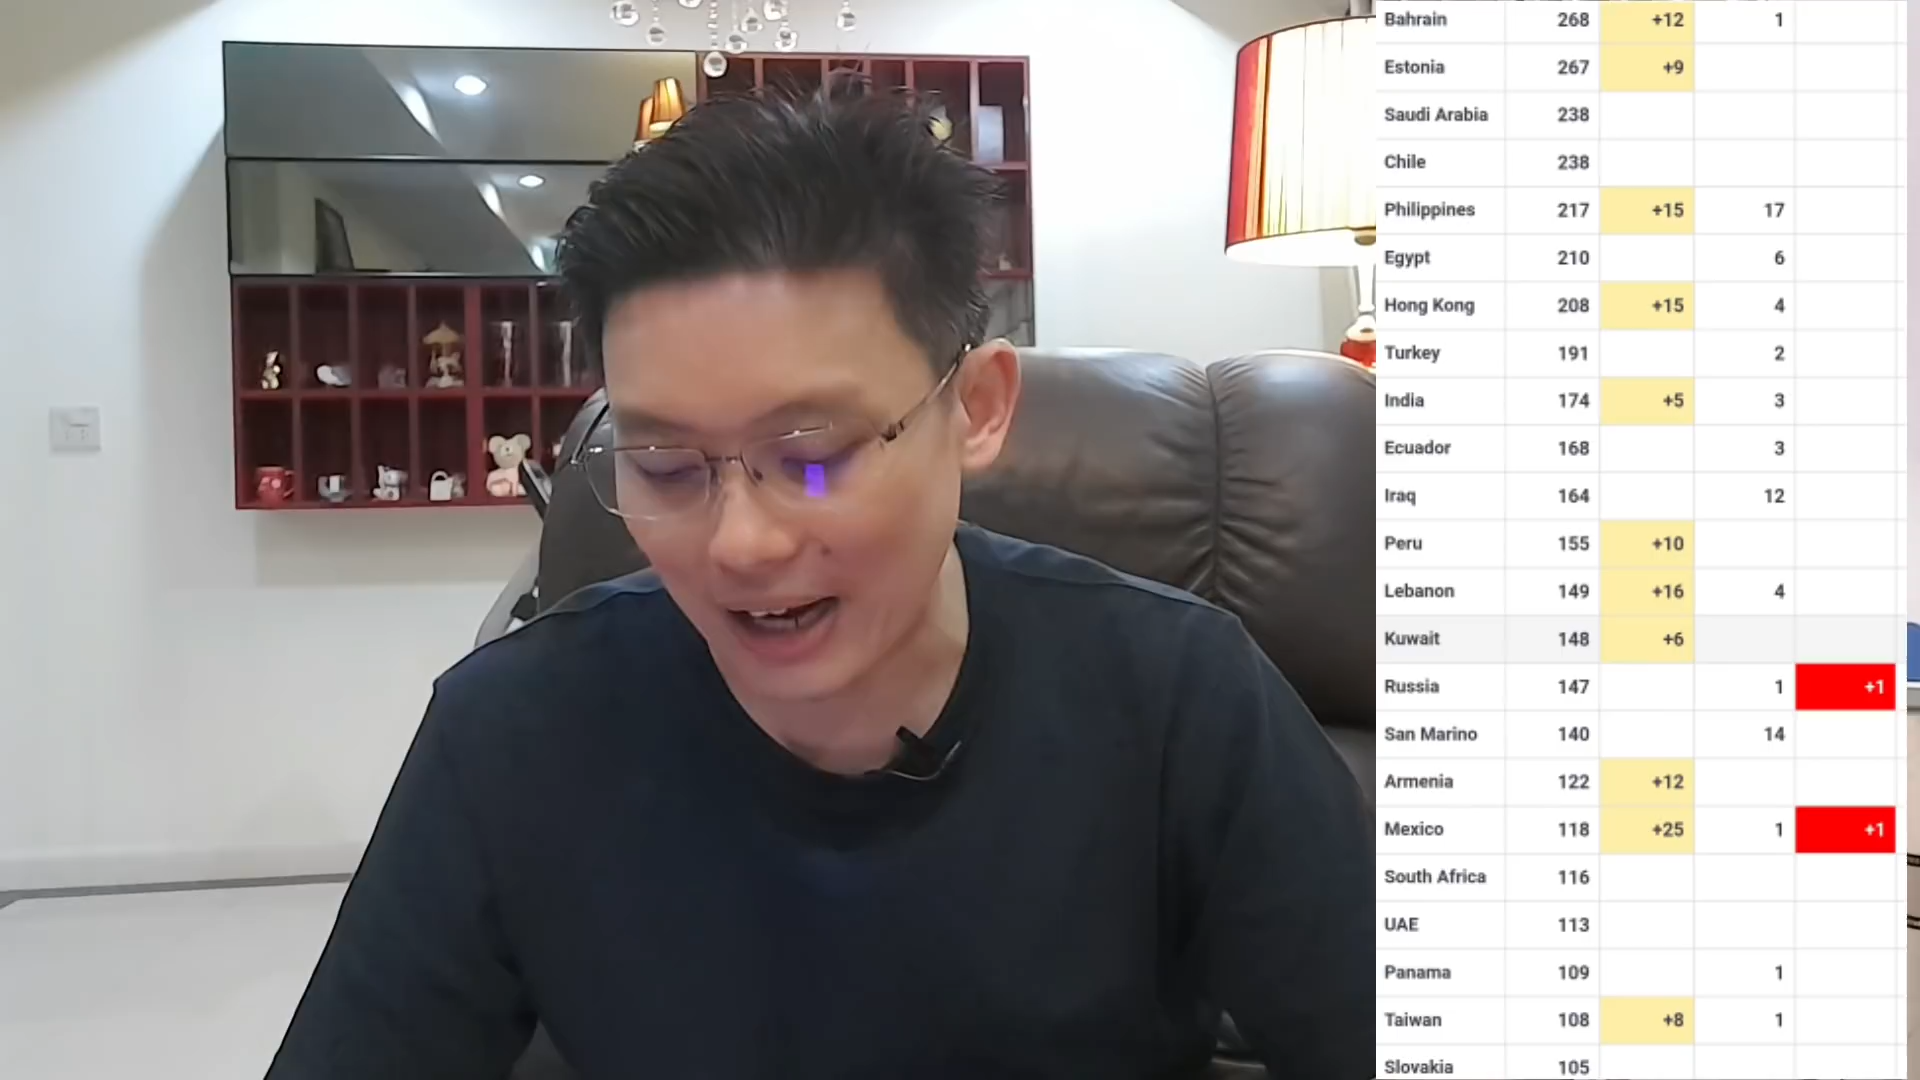 Bahrain 268 +12 1
Estonia 267 +9
Saudi Arabia 238
Chile 238
Philippines 217 +15 17
Egypt 210 6
Hong Kong 208 +15 4
Turkey 191 2
India 174 +5 3
Ecuador 168 3
Iraq 164 12
Peru 155 +10
Lebanon 149 +16 4
Kuwait 148 +6
Russia 147 1 +1
San Marino 140 14
Armenia 122 +12
Mexico 118 +25 1 +1
South Africa 116
UAE 113
Panama 109 1
Taiwan 108 +8 1
Slovakia 105